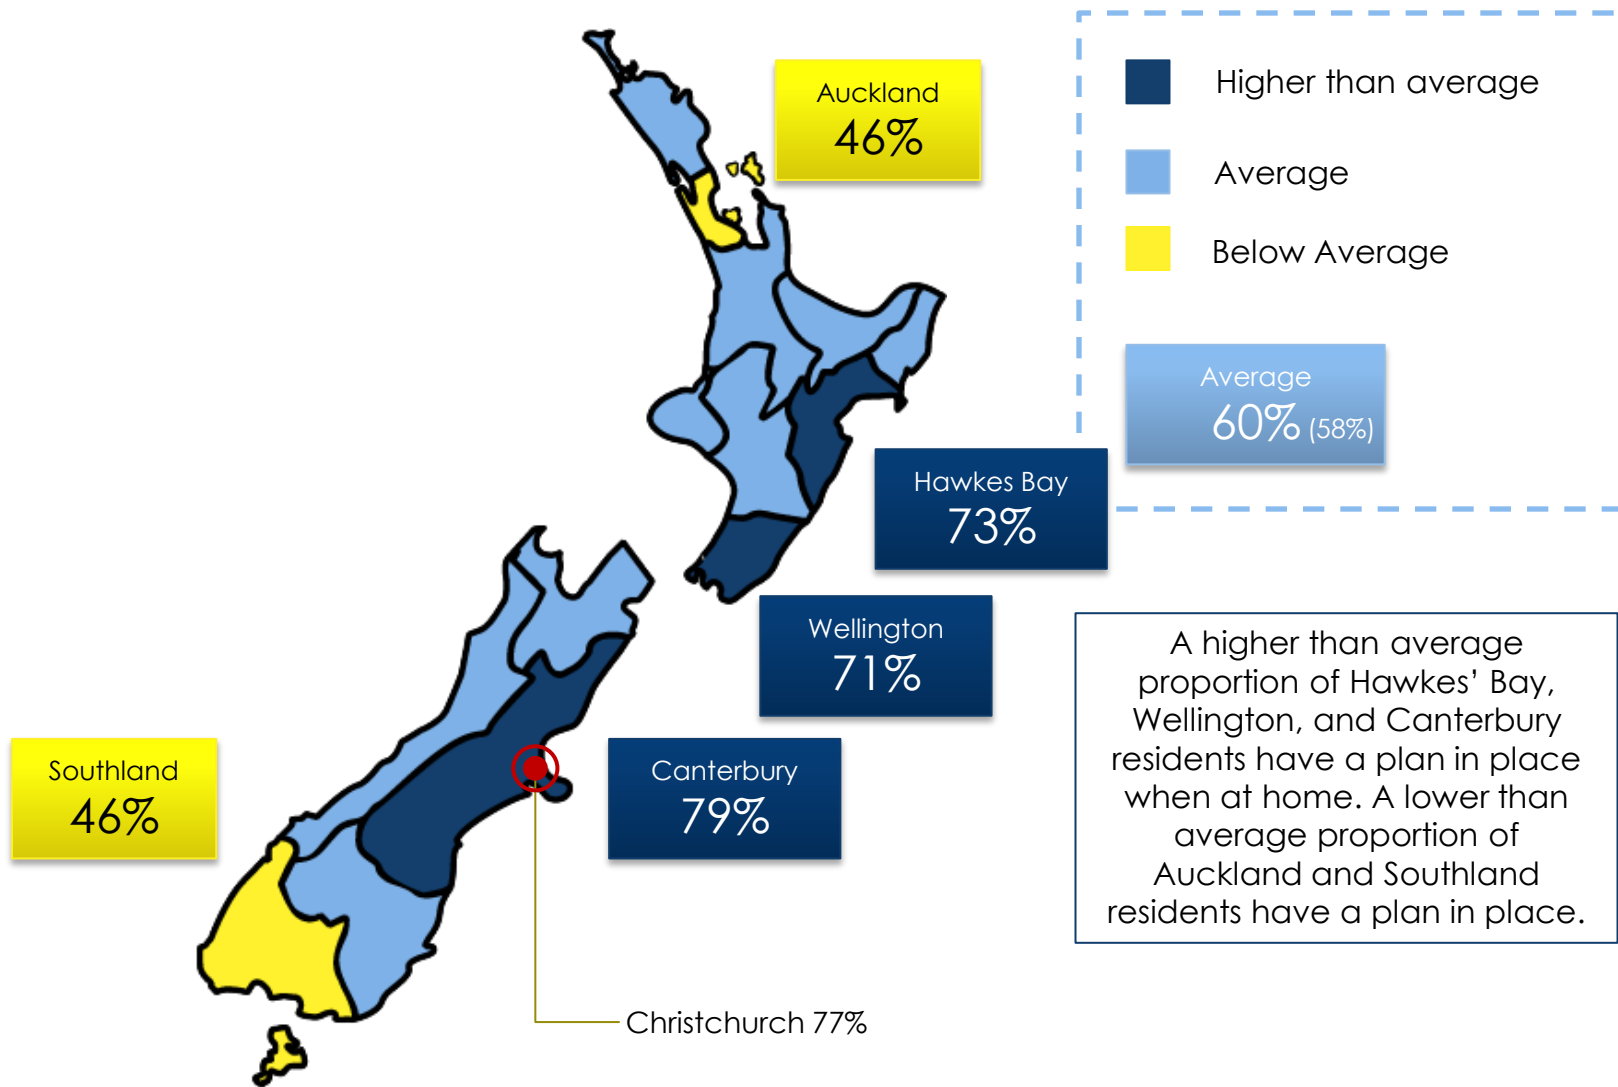 Auckland
46%
Higher than average
Average
Below Average
Average
60% (58%)
Hawkes Bay
73%
Wellington
71%
Canterbury
79%
Southland
46%
Christchurch 77%
A higher than average
proportion of Hawkes’ Bay,
Wellington, and Canterbury
residents have a plan in place
when at home. A lower than
average proportion of
Auckland and Southland
residents have a plan in place.